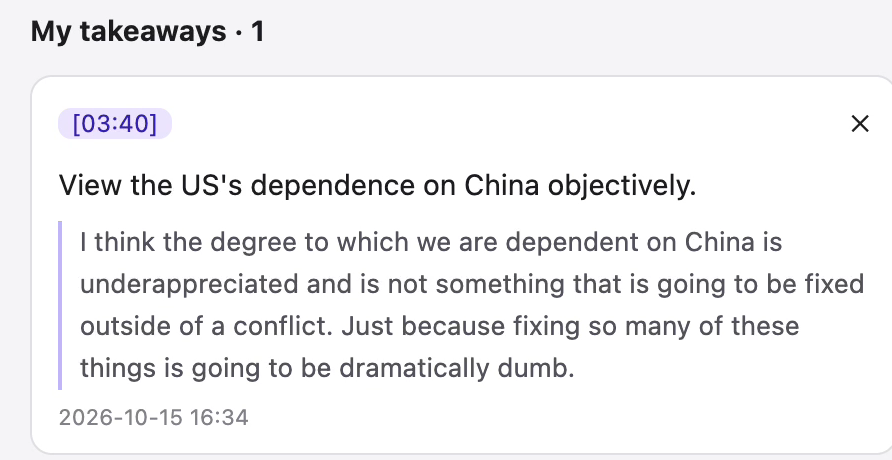 My takeaways · 1
[03:40]
View the US's dependence on China objectively.
I think the degree to which we are dependent on China is
underappreciated and is not something that is going to be fixed
outside of a conflict. Just because fixing so many of these
things is going to be dramatically dumb.
2026-10-15 16:34